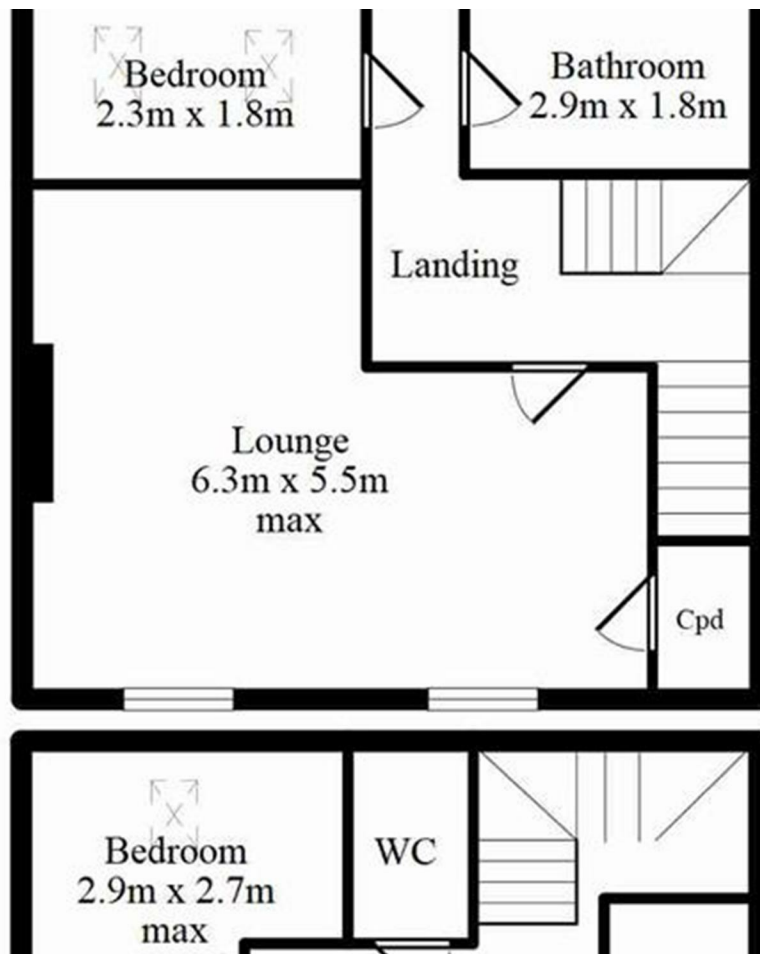 Bedroom
2.3m x 1.8m
Bathroom
2.9m x 1.8m
Landing
Lounge
6.3m x 5.5m
max
Cpd
Bedroom
2.9m x 2.7m
max
WC